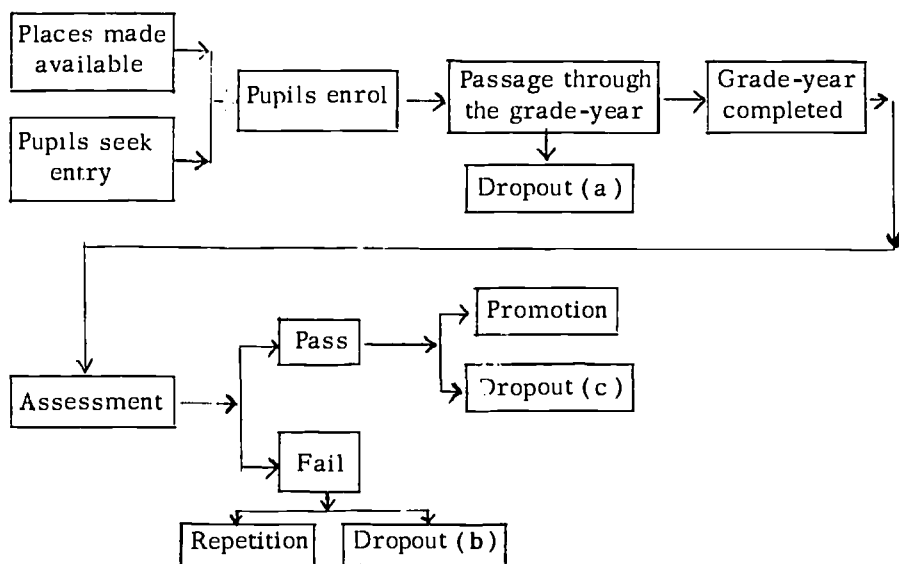 Places made
available
Pupils seek
entry
Pupils enrol
Passage through
the grade-year
Grade-year
completed
Dropout (a)
Assessment
Pass
Fail
Promotion
Dropout (c)
Repetition
Dropout (b)